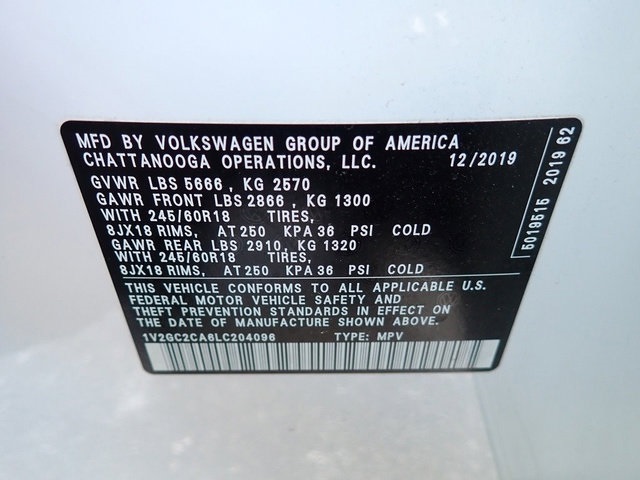 MFD BY VOLKSWAGEN GROUP OF AMERICA
CHATTANOOGA OPERATIONS, LLC. 12/2019
GVWR LBS 5666 , KG 2570
GAWR FRONT LBS 2866 , KG 1300
WITH 245/60R18 TIRES,
8JX18 RIMS, AT 250 KPA 36 PSI COLD
GAWR REAR LBS 2910, KG 1320
WITH 245/60R18 TIRES,
8JX18 RIMS, AT 250 KPA 36 PSI COLD
THIS VEHICLE CONFORMS TO ALL APPLICABLE U.S.
FEDERAL MOTOR VEHICLE SAFETY AND
THEFT PREVENTION STANDARDS IN EFFECT ON
THE DATE OF MANUFACTURE SHOWN ABOVE.
1V2GC2CA6LC204096 TYPE: MPV
5019515 2019 62